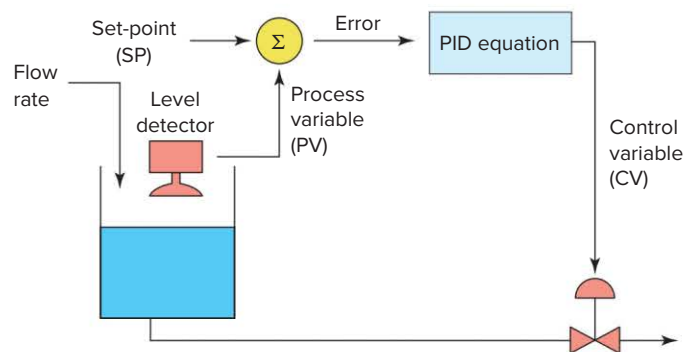 Set-point
(SP)
Σ
Error
PID equation
Flow
rate
Level
detector
Process
variable
(PV)
Control
variable
(CV)